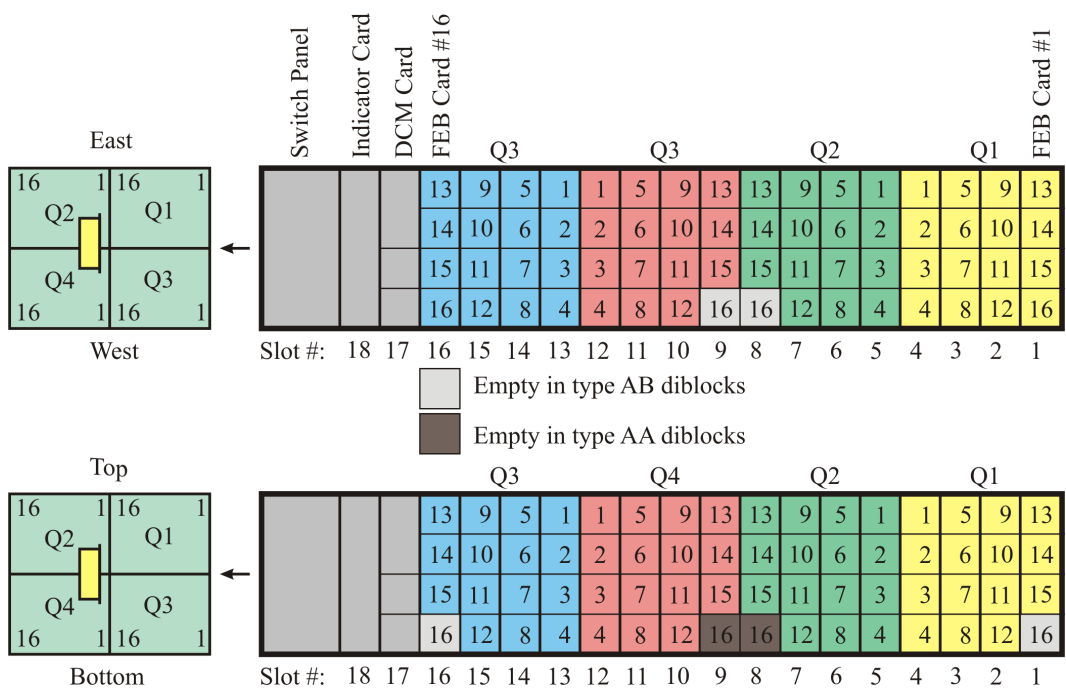 Switch Panel
Indicator Card
DCM Card
FEB Card #16
FEB Card #1
East
Q3 Q3 Q2 Q1
16 1 16 1
Q2 Q1
Q4 Q3
16 1 16 1
West
13 9 5 1 1 5 9 13 13 9 5 1 1 5 9 13
14 10 6 2 2 6 10 14 14 10 6 2 2 6 10 14
15 11 7 3 3 7 11 15 15 11 7 3 3 7 11 15
16 12 8 4 4 8 12 16 16 12 8 4 4 8 12 16
Slot #: 18 17 16 15 14 13 12 11 10 9 8 7 6 5 4 3 2 1
Empty in type AB diblocks
Empty in type AA diblocks
Top
Q3 Q4 Q2 Q1
16 1 16 1
Q2 Q1
Q4 Q3
16 1 16 1
Bottom
13 9 5 1 1 5 9 13 13 9 5 1 1 5 9 13
14 10 6 2 2 6 10 14 14 10 6 2 2 6 10 14
15 11 7 3 3 7 11 15 15 11 7 3 3 7 11 15
16 12 8 4 4 8 12 16 16 12 8 4 4 8 12 16
Slot #: 18 17 16 15 14 13 12 11 10 9 8 7 6 5 4 3 2 1